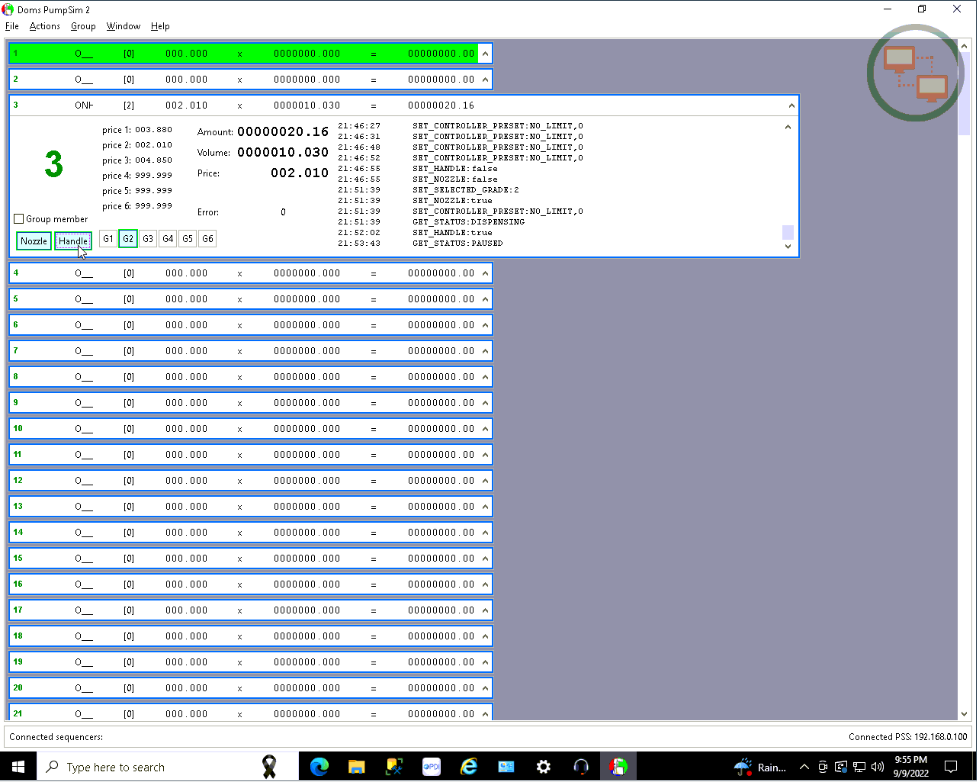 Doms PumpSim 2
File Actions Group Window Help
1 O__ [0] 000.000 x 0000000.000 = 00000000.00
2 O__ [0] 000.000 x 0000000.000 = 00000000.00
3 ONH [2] 002.010 x 0000010.030 = 00000020.16
3
price 1: 003.880
price 2: 002.010
price 3: 004.850
price 4: 999.999
price 5: 999.999
price 6: 999.999
Amount: 00000020.16
Volume: 0000010.030
Price: 002.010
Error: 0
Group member
Nozzle Handle G1 G2 G3 G4 G5 G6
21:46:27 SET_CONTROLLER_PRESET:NO_LIMIT,0
21:46:31 SET_CONTROLLER_PRESET:NO_LIMIT,0
21:46:48 SET_CONTROLLER_PRESET:NO_LIMIT,0
21:46:52 SET_CONTROLLER_PRESET:NO_LIMIT,0
21:46:55 SET_HANDLE:false
21:46:55 SET_NOZZLE:false
21:51:39 SET_SELECTED_GRADE:2
21:51:39 SET_NOZZLE:true
21:51:39 SET_CONTROLLER_PRESET:NO_LIMIT,0
21:51:39 GET_STATUS:DISPENSING
21:52:02 SET_HANDLE:true
21:53:43 GET_STATUS:PAUSED
4 O__ [0] 000.000 x 0000000.000 = 00000000.00
5 O__ [0] 000.000 x 0000000.000 = 00000000.00
6 O__ [0] 000.000 x 0000000.000 = 00000000.00
7 O__ [0] 000.000 x 0000000.000 = 00000000.00
8 O__ [0] 000.000 x 0000000.000 = 00000000.00
9 O__ [0] 000.000 x 0000000.000 = 00000000.00
10 O__ [0] 000.000 x 0000000.000 = 00000000.00
11 O__ [0] 000.000 x 0000000.000 = 00000000.00
12 O__ [0] 000.000 x 0000000.000 = 00000000.00
13 O__ [0] 000.000 x 0000000.000 = 00000000.00
14 O__ [0] 000.000 x 0000000.000 = 00000000.00
15 O__ [0] 000.000 x 0000000.000 = 00000000.00
16 O__ [0] 000.000 x 0000000.000 = 00000000.00
17 O__ [0] 000.000 x 0000000.000 = 00000000.00
18 O__ [0] 000.000 x 0000000.000 = 00000000.00
19 O__ [0] 000.000 x 0000000.000 = 00000000.00
20 O__ [0] 000.000 x 0000000.000 = 00000000.00
21 O__ [0] 000.000 x 0000000.000 = 00000000.00
Connected sequencers: Connected PSS: 192.168.0.100
Type here to search
Rain...
9:55 PM
9/9/2022